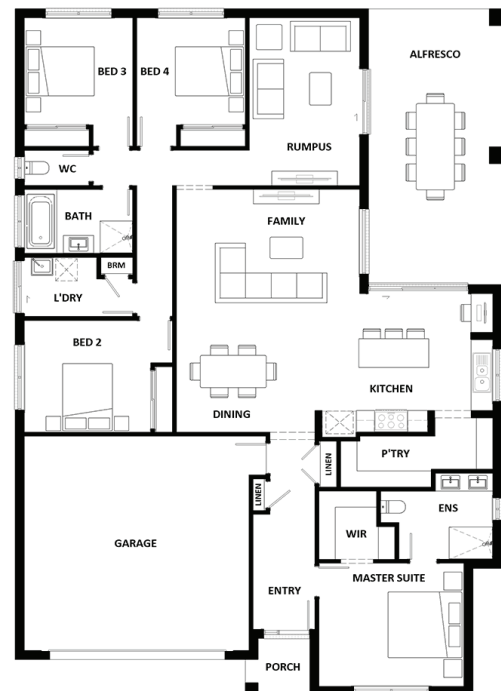 BED 3
BED 4
ALFRESCO
RUMPUS
WC
BATH
FAMILY
BRM
L'DRY
BED 2
KITCHEN
DINING
P'TRY
LINEN
LINEN
ENS
WIR
GARAGE
MASTER SUITE
ENTRY
PORCH